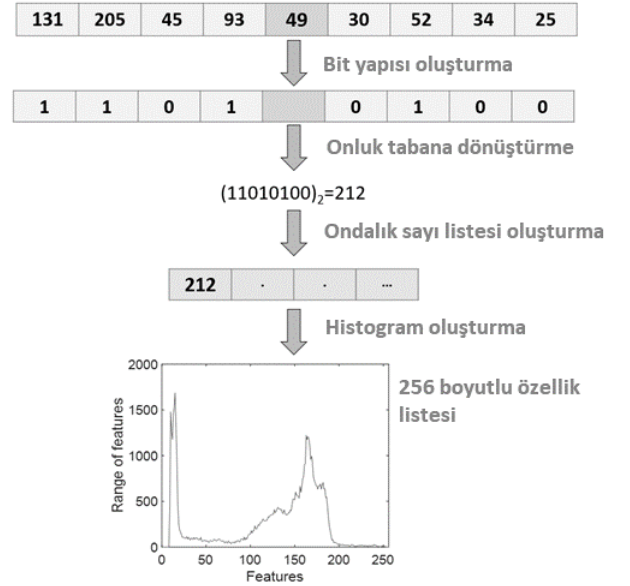 131 205 45 93 49 30 52 34 25
Bit yapısı oluşturma
1 1 0 1 0 1 0 0
Onluk tabana dönüştürme
(11010100)₂=212
Ondalık sayı listesi oluşturma
212 . . ...
Histogram oluşturma
256 boyutlu özellik
listesi
2000
1500
1000
500
0
Range of features
0 50 100 150 200 250
Features